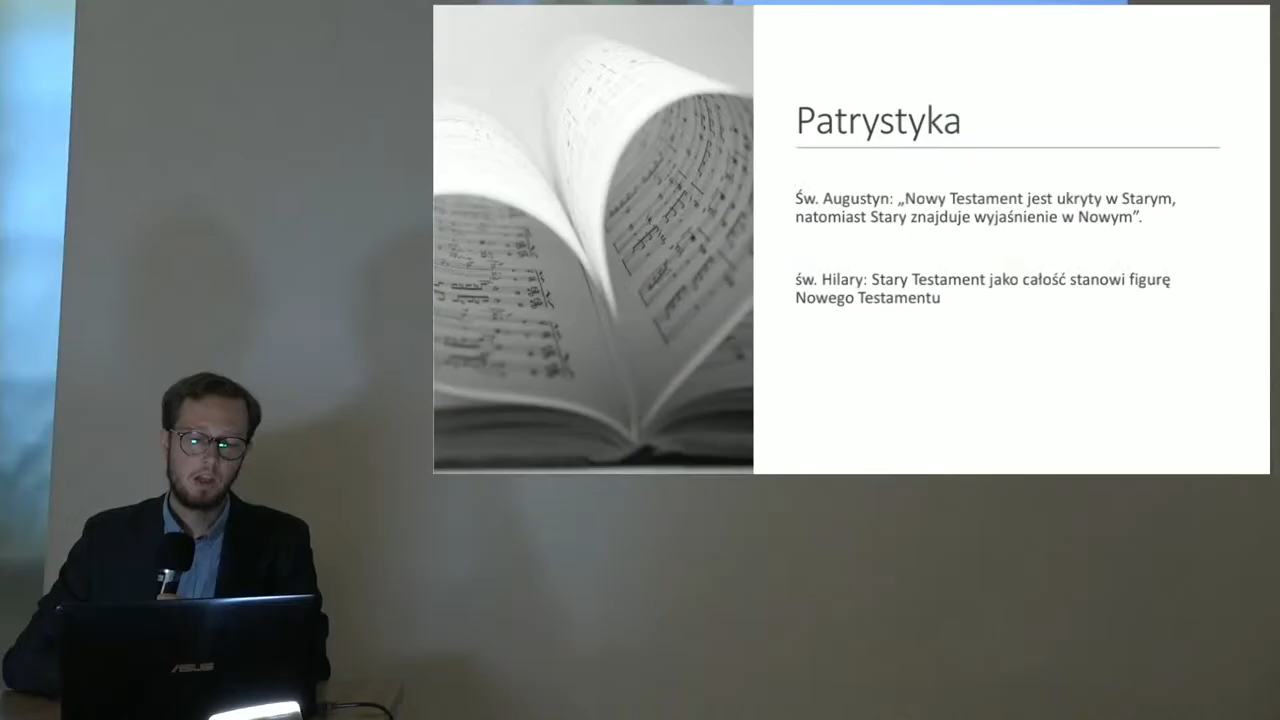 Patrystyka
Św. Augustyn: „Nowy Testament jest ukryty w Starym,
natomiast Stary znajduje wyjaśnienie w Nowym”.
św. Hilary: Stary Testament jako całość stanowi figurę
Nowego Testamentu
ASUS